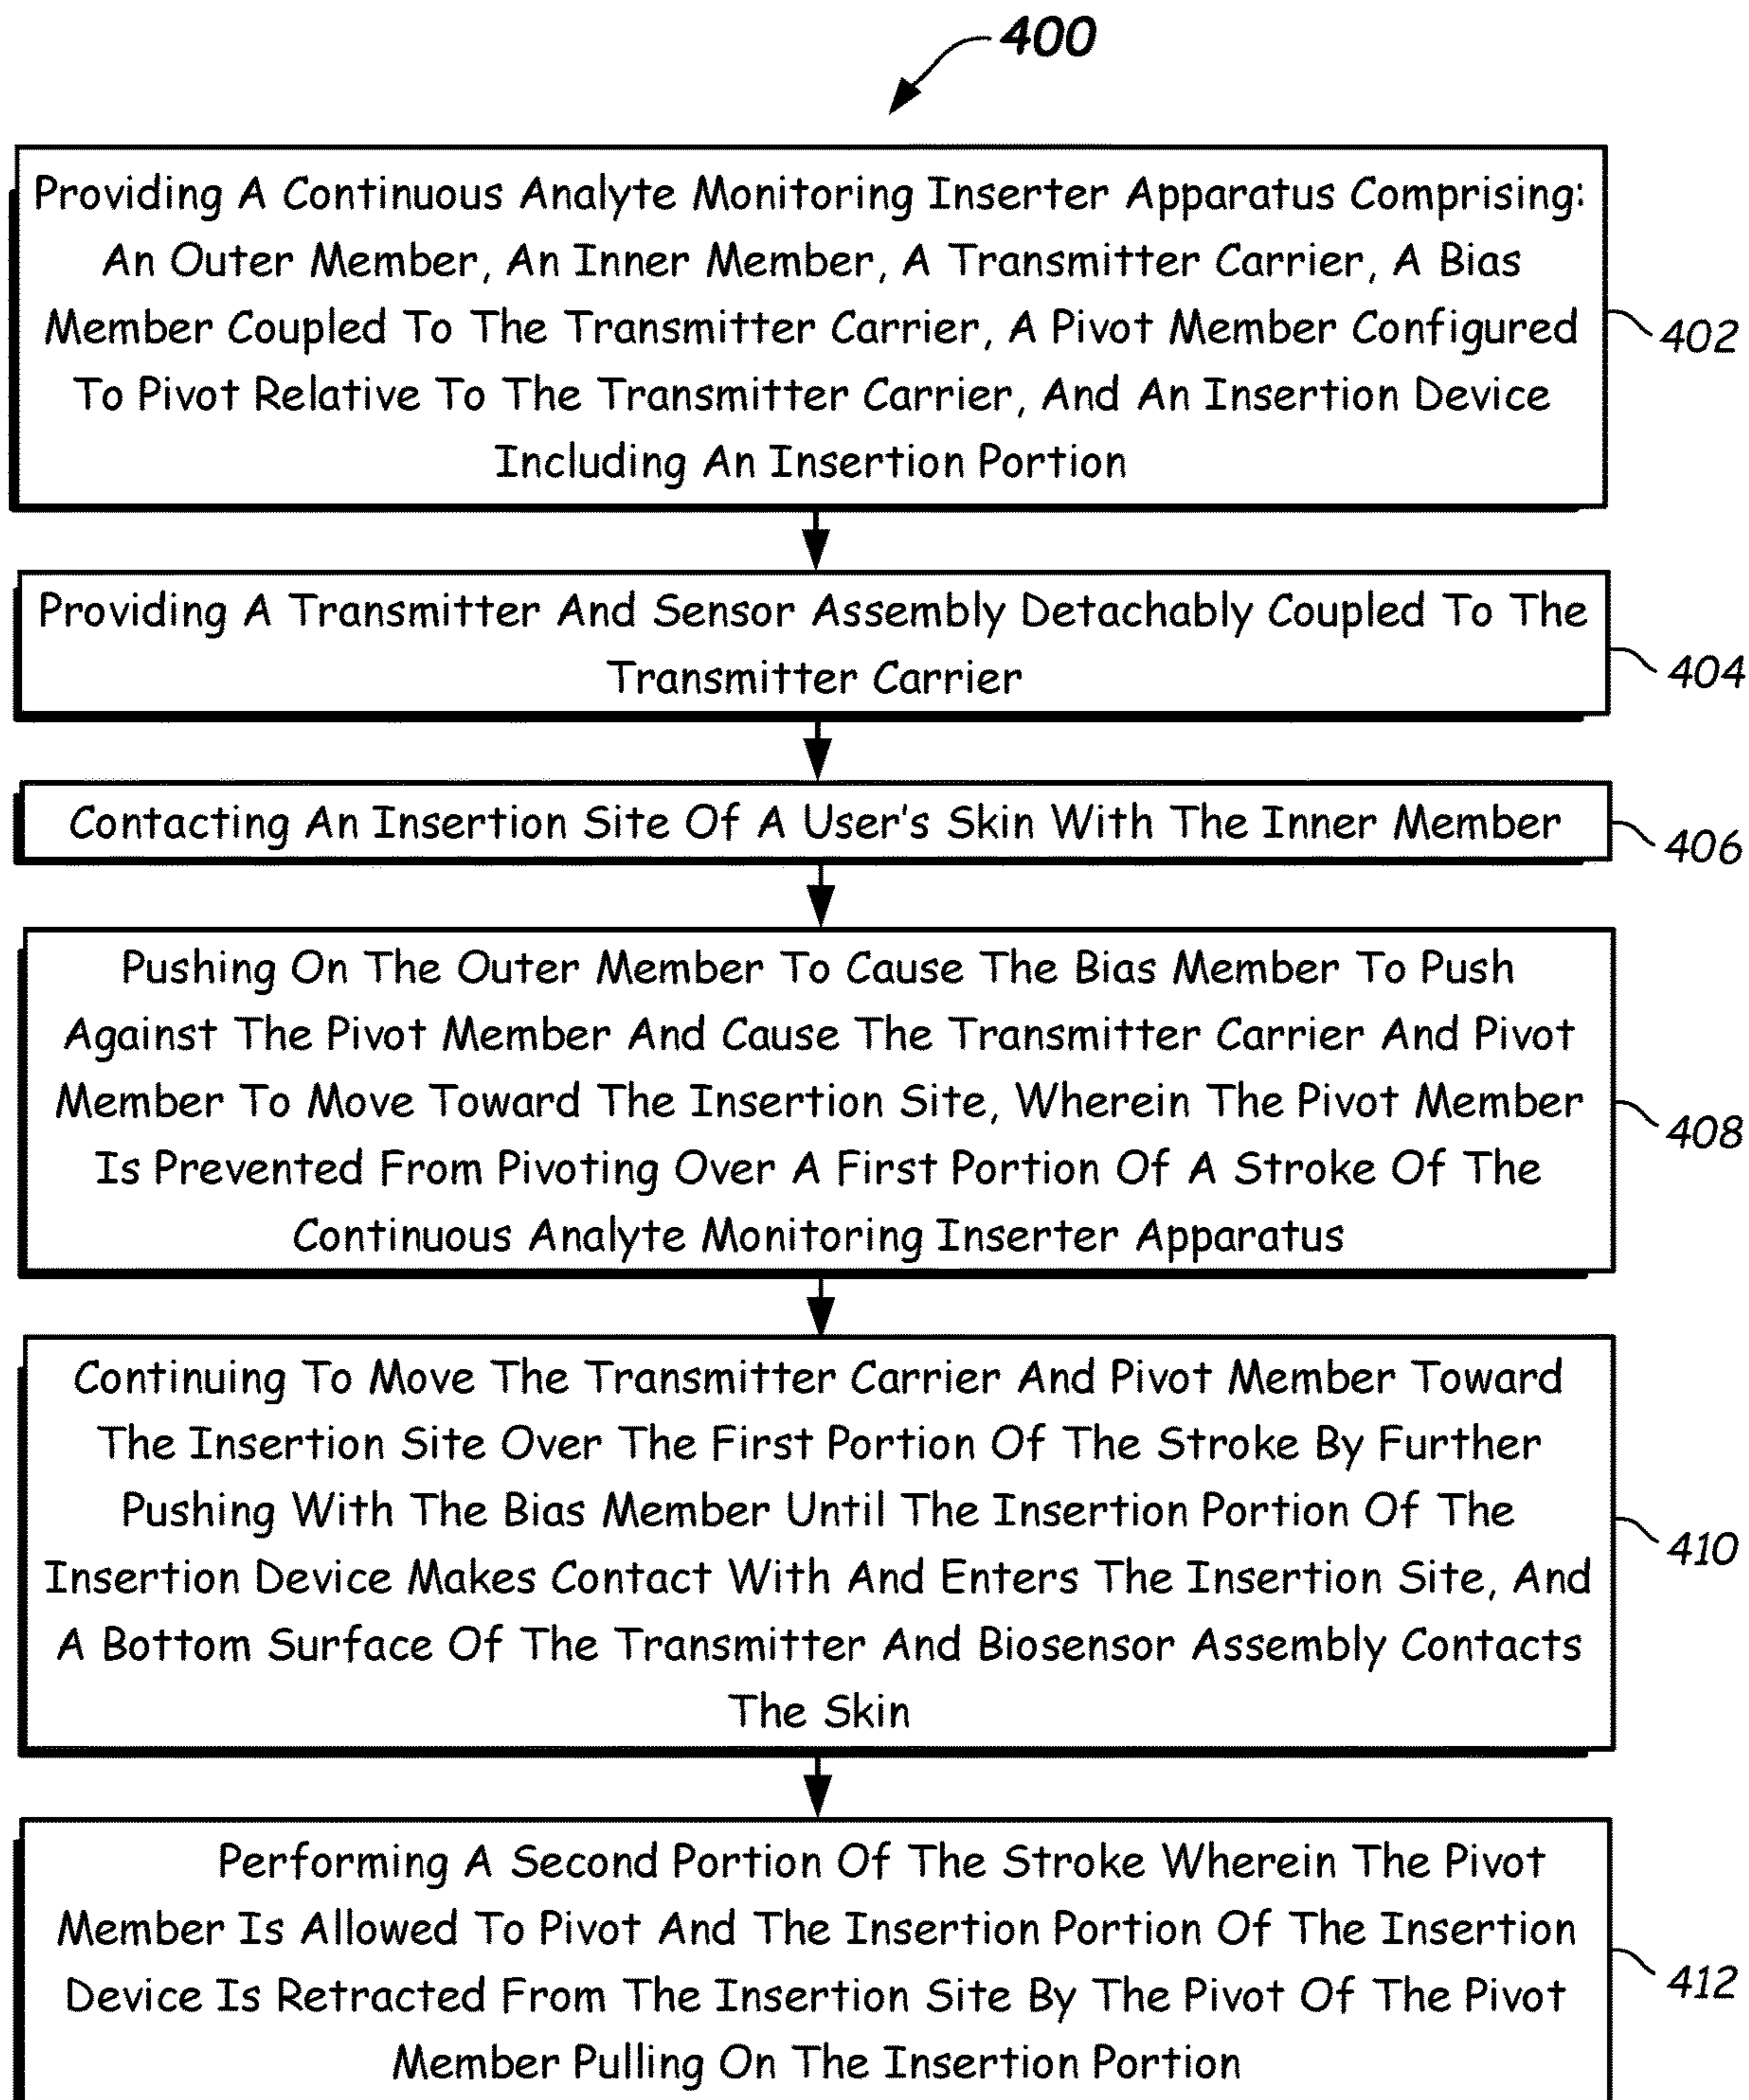 400
Providing A Continuous Analyte Monitoring Inserter Apparatus Comprising:
An Outer Member, An Inner Member, A Transmitter Carrier, A Bias
Member Coupled To The Transmitter Carrier, A Pivot Member Configured
To Pivot Relative To The Transmitter Carrier, And An Insertion Device
Including An Insertion Portion
402
Providing A Transmitter And Sensor Assembly Detachably Coupled To The
Transmitter Carrier
404
Contacting An Insertion Site Of A User's Skin With The Inner Member
406
Pushing On The Outer Member To Cause The Bias Member To Push
Against The Pivot Member And Cause The Transmitter Carrier And Pivot
Member To Move Toward The Insertion Site, Wherein The Pivot Member
Is Prevented From Pivoting Over A First Portion Of A Stroke Of The
Continuous Analyte Monitoring Inserter Apparatus
408
Continuing To Move The Transmitter Carrier And Pivot Member Toward
The Insertion Site Over The First Portion Of The Stroke By Further
Pushing With The Bias Member Until The Insertion Portion Of The
Insertion Device Makes Contact With And Enters The Insertion Site, And
A Bottom Surface Of The Transmitter And Biosensor Assembly Contacts
The Skin
410
Performing A Second Portion Of The Stroke Wherein The Pivot
Member Is Allowed To Pivot And The Insertion Portion Of The Insertion
Device Is Retracted From The Insertion Site By The Pivot Of The Pivot
Member Pulling On The Insertion Portion
412